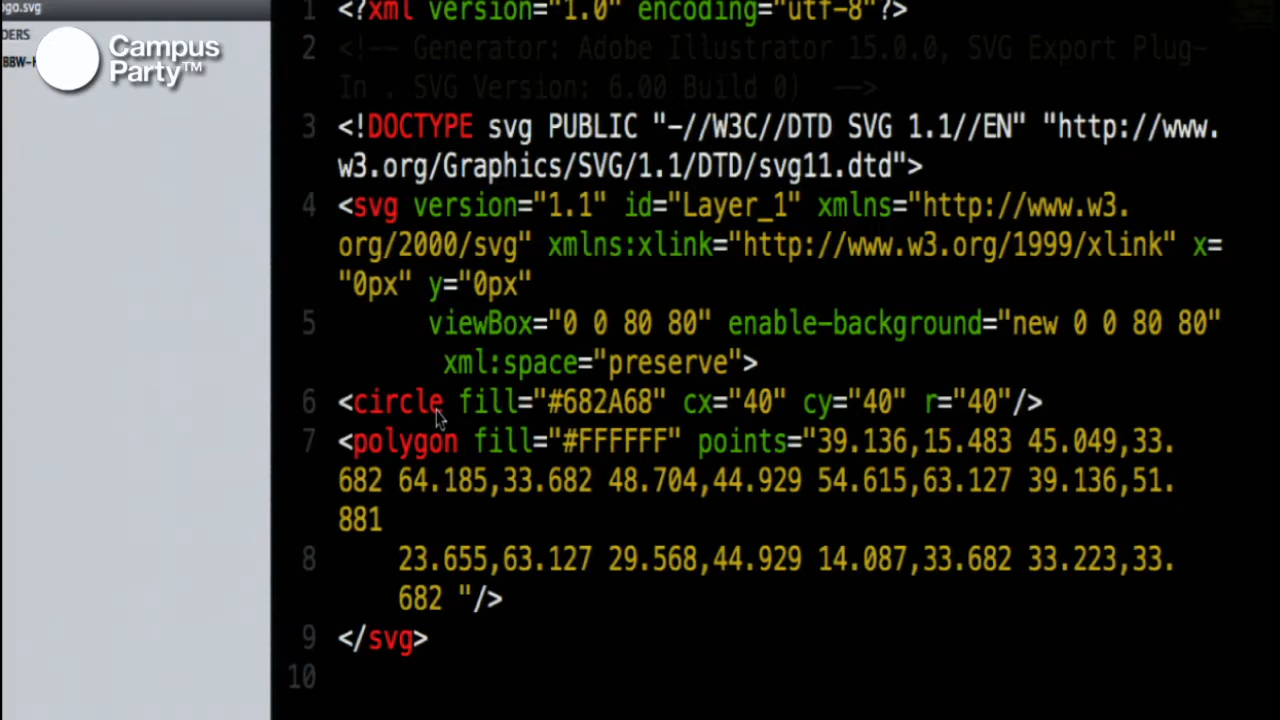 ogo.svg
DERS
Campus
Party™
1 <?xml version="1.0" encoding="utf-8"?>
2 <!-- Generator: Adobe Illustrator 15.0.0, SVG Export Plug-
In . SVG Version: 6.00 Build 0)  -->
3 <!DOCTYPE svg PUBLIC "-//W3C//DTD SVG 1.1//EN" "http://www.
w3.org/Graphics/SVG/1.1/DTD/svg11.dtd">
4 <svg version="1.1" id="Layer_1" xmlns="http://www.w3.
org/2000/svg" xmlns:xlink="http://www.w3.org/1999/xlink" x=
"0px" y="0px"
5 viewBox="0 0 80 80" enable-background="new 0 0 80 80"
xml:space="preserve">
6 <circle fill="#682A68" cx="40" cy="40" r="40"/>
7 <polygon fill="#FFFFFF" points="39.136,15.483 45.049,33.
682 64.185,33.682 48.704,44.929 54.615,63.127 39.136,51.
881
8 23.655,63.127 29.568,44.929 14.087,33.682 33.223,33.
682 "/>
9 </svg>
10